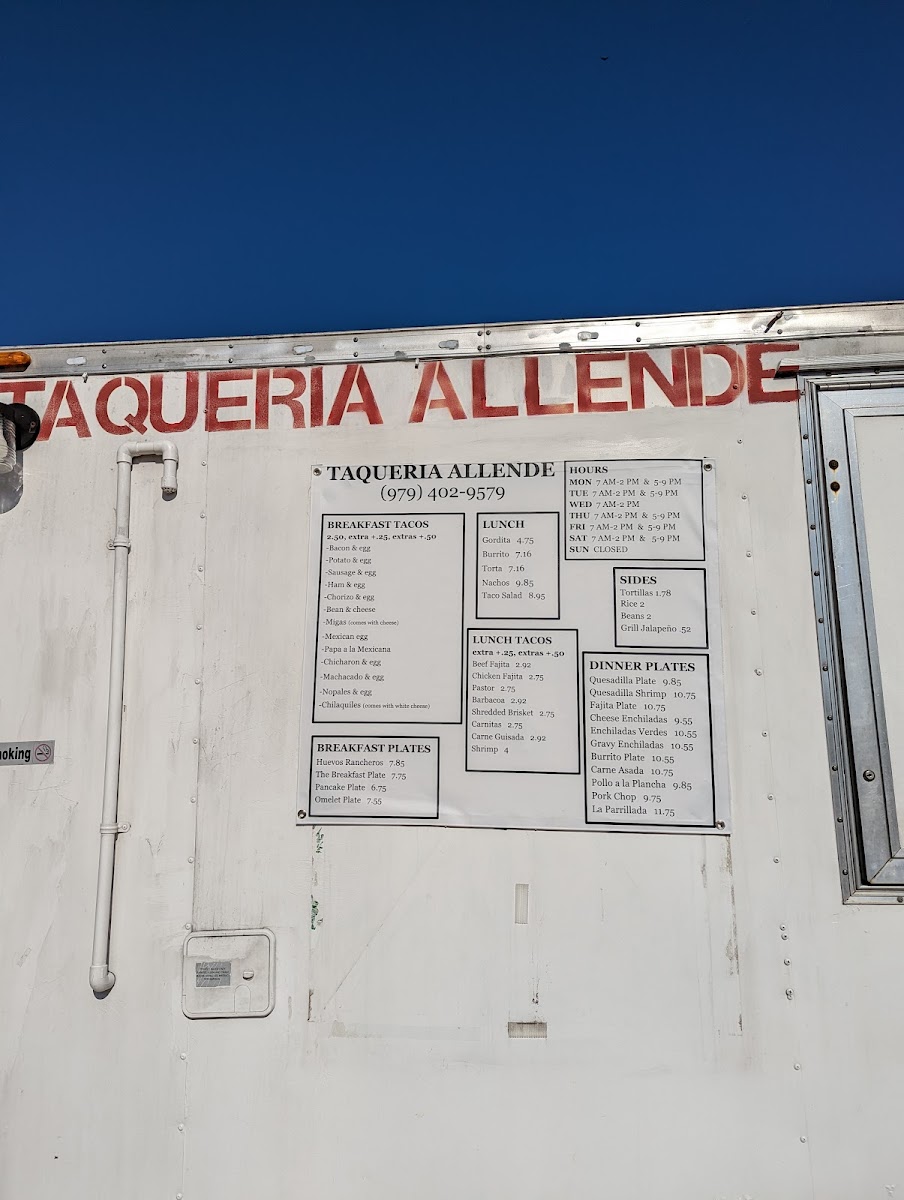 TAQUERIA ALLENDE
TAQUERIA ALLENDE
(979) 402-9579
BREAKFAST TACOS
2.50, extra +.25, extras +.50
-Bacon & egg
-Potato & egg
-Sausage & egg
-Ham & egg
-Chorizo & egg
-Bean & cheese
-Migas (comes with cheese)
-Mexican egg
-Papa a la Mexicana
-Chicharon & egg
-Machacado & egg
-Nopales & egg
-Chilaquiles (comes with white cheese)
BREAKFAST PLATES
Huevos Rancheros 7.85
The Breakfast Plate 7.75
Pancake Plate 6.75
Omelet Plate 7.55
LUNCH
Gordita 4.75
Burrito 7.16
Torta 7.16
Nachos 9.85
Taco Salad 8.95
LUNCH TACOS
extra +.25, extras +.50
Beef Fajita 2.92
Chicken Fajita 2.75
Pastor 2.75
Barbacoa 2.92
Shredded Brisket 2.75
Carnitas 2.75
Carne Guisada 2.92
Shrimp 4
HOURS
MON 7 AM-2 PM & 5-9 PM
TUE 7 AM-2 PM & 5-9 PM
WED 7 AM-2 PM
THU 7 AM-2 PM & 5-9 PM
FRI 7 AM-2 PM & 5-9 PM
SAT 7 AM-2 PM & 5-9 PM
SUN CLOSED
SIDES
Tortillas 1.78
Rice 2
Beans 2
Grill Jalapeño .52
DINNER PLATES
Quesadilla Plate 9.85
Quesadilla Shrimp 10.75
Fajita Plate 10.75
Cheese Enchiladas 9.55
Enchiladas Verdes 10.55
Gravy Enchiladas 10.55
Burrito Plate 10.55
Carne Asada 10.75
Pollo a la Plancha 9.85
Pork Chop 9.75
La Parrillada 11.75
oking